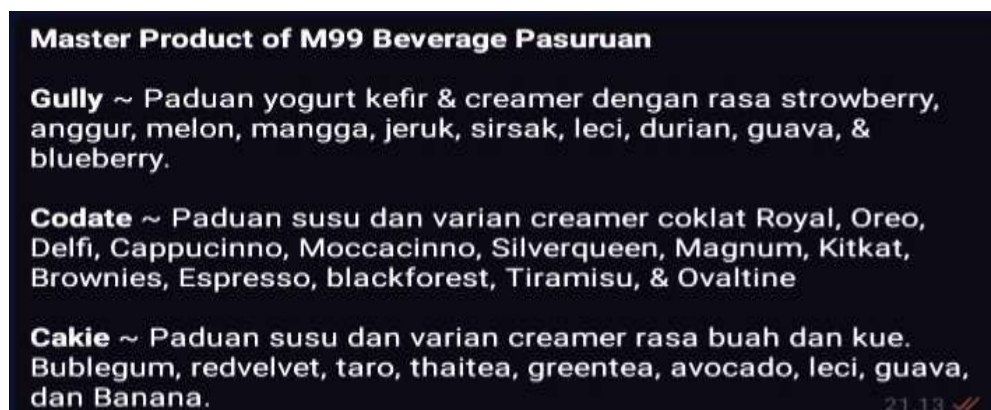 Master Product of M99 Beverage Pasuruan
Gully ~ Paduan yogurt kefir & creamer dengan rasa strowberry,
anggur, melon, mangga, jeruk, sirsak, leci, durian, guava, &
blueberry.
Codate ~ Paduan susu dan varian creamer coklat Royal, Oreo,
Delfi, Cappucinno, Moccacinno, Silverqueen, Magnum, Kitkat,
Brownies, Espresso, blackforest, Tiramisu, & Ovaltine
Cakie ~ Paduan susu dan varian creamer rasa buah dan kue.
Bublegum, redvelvet, taro, thaitea, greentea, avocado, leci, guava,
dan Banana.
21.13